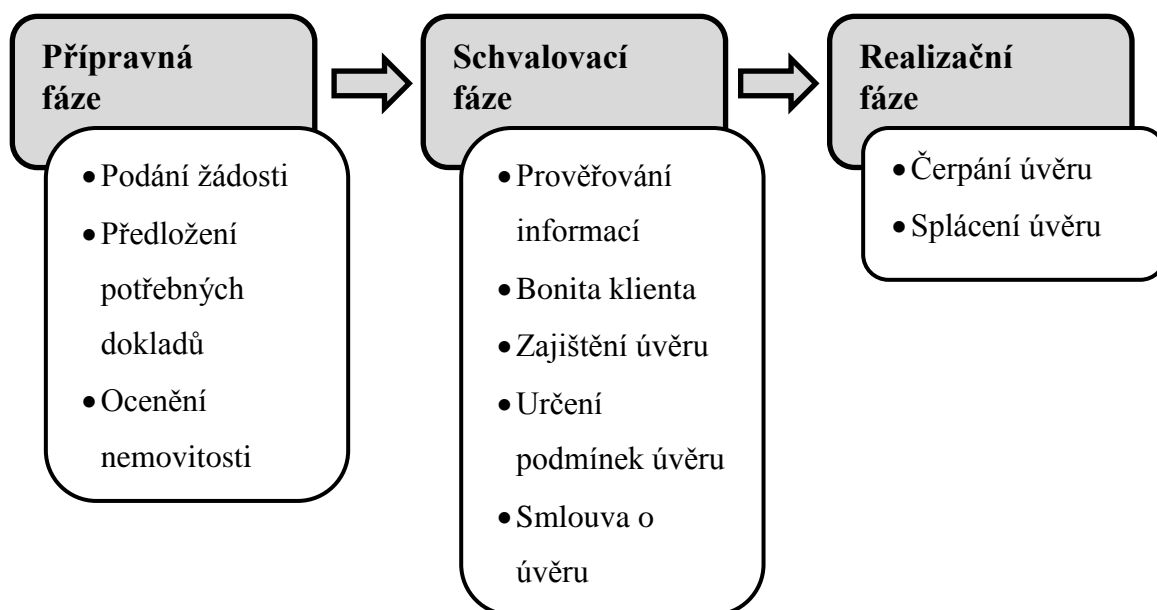 Přípravná
fáze
• Podání žádosti
• Předložení
potřebných
dokladů
• Ocenění
nemovitosti
Schvalovací
fáze
• Prověřování
informací
• Bonita klienta
• Zajištění úvěru
• Určení
podmínek úvěru
• Smlouva o
úvěru
Realizační
fáze
• Čerpání úvěru
• Splácení úvěru